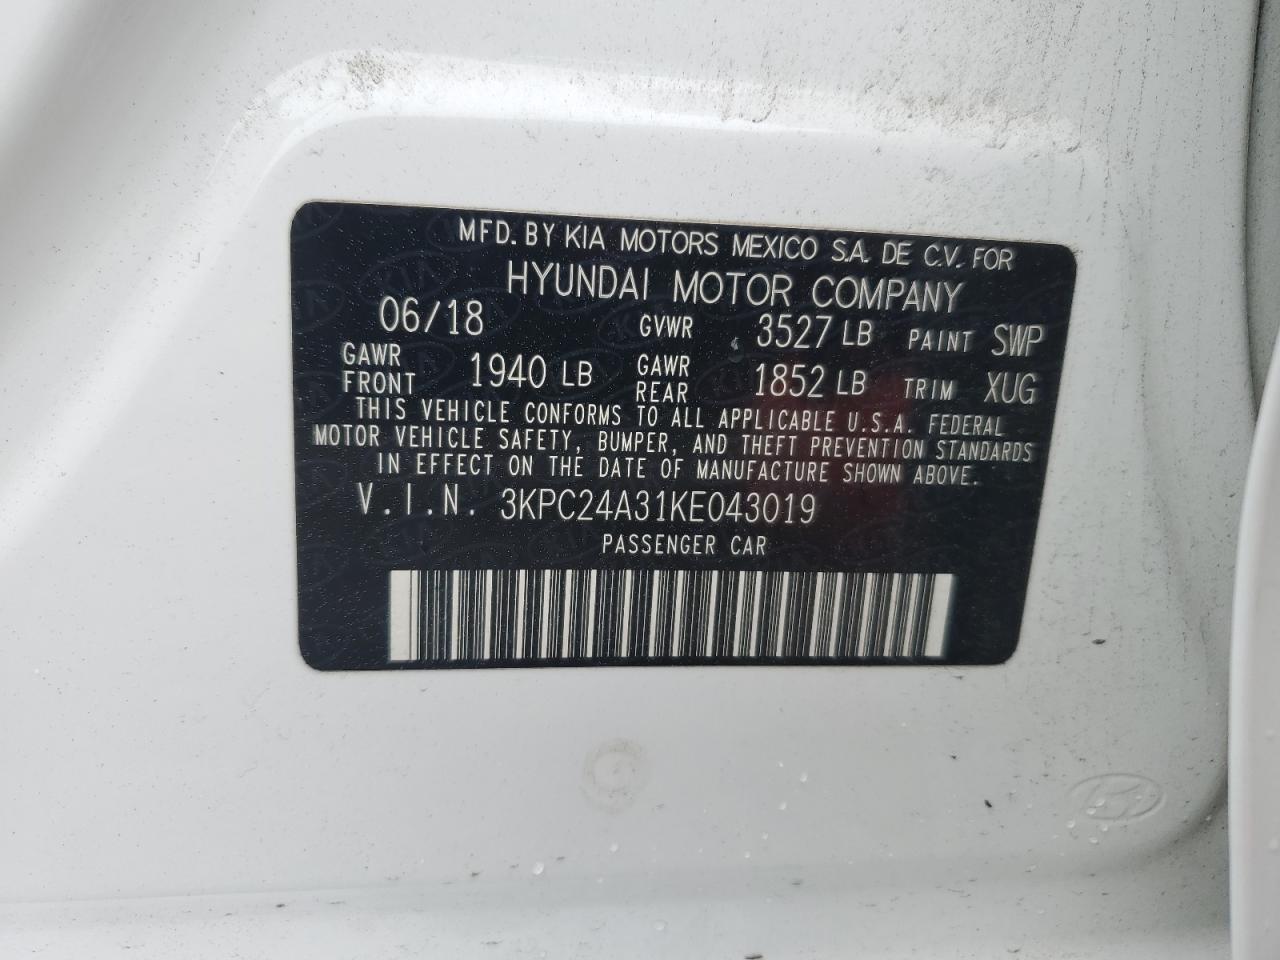 MFD. BY KIA MOTORS MEXICO S.A. DE C.V. FOR
HYUNDAI MOTOR COMPANY
06/18 GVWR 3527 LB PAINT SWP
GAWR FRONT 1940 LB GAWR REAR 1852 LB TRIM XUG
THIS VEHICLE CONFORMS TO ALL APPLICABLE U.S.A. FEDERAL
MOTOR VEHICLE SAFETY, BUMPER, AND THEFT PREVENTION STANDARDS
IN EFFECT ON THE DATE OF MANUFACTURE SHOWN ABOVE.
V.I.N. 3KPC24A31KE043019
PASSENGER CAR